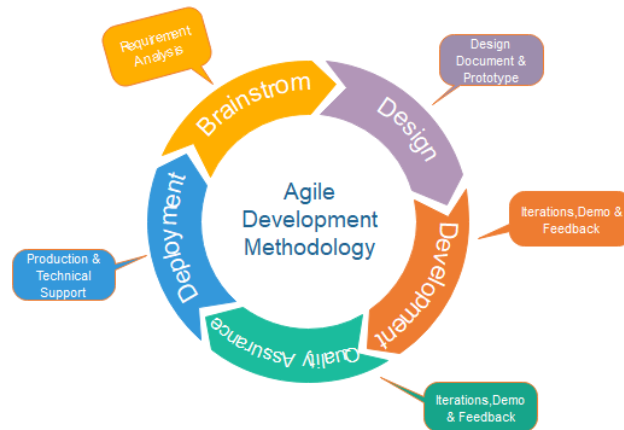 Requirement
Analysis
Brainstrom
Design
Document &
Prototype
Design
Agile
Development
Methodology
Iterations,Demo &
Feedback
Development
Production &
Technical
Support
Deployment
Quality Assurance
Iterations,Demo
& Feedback